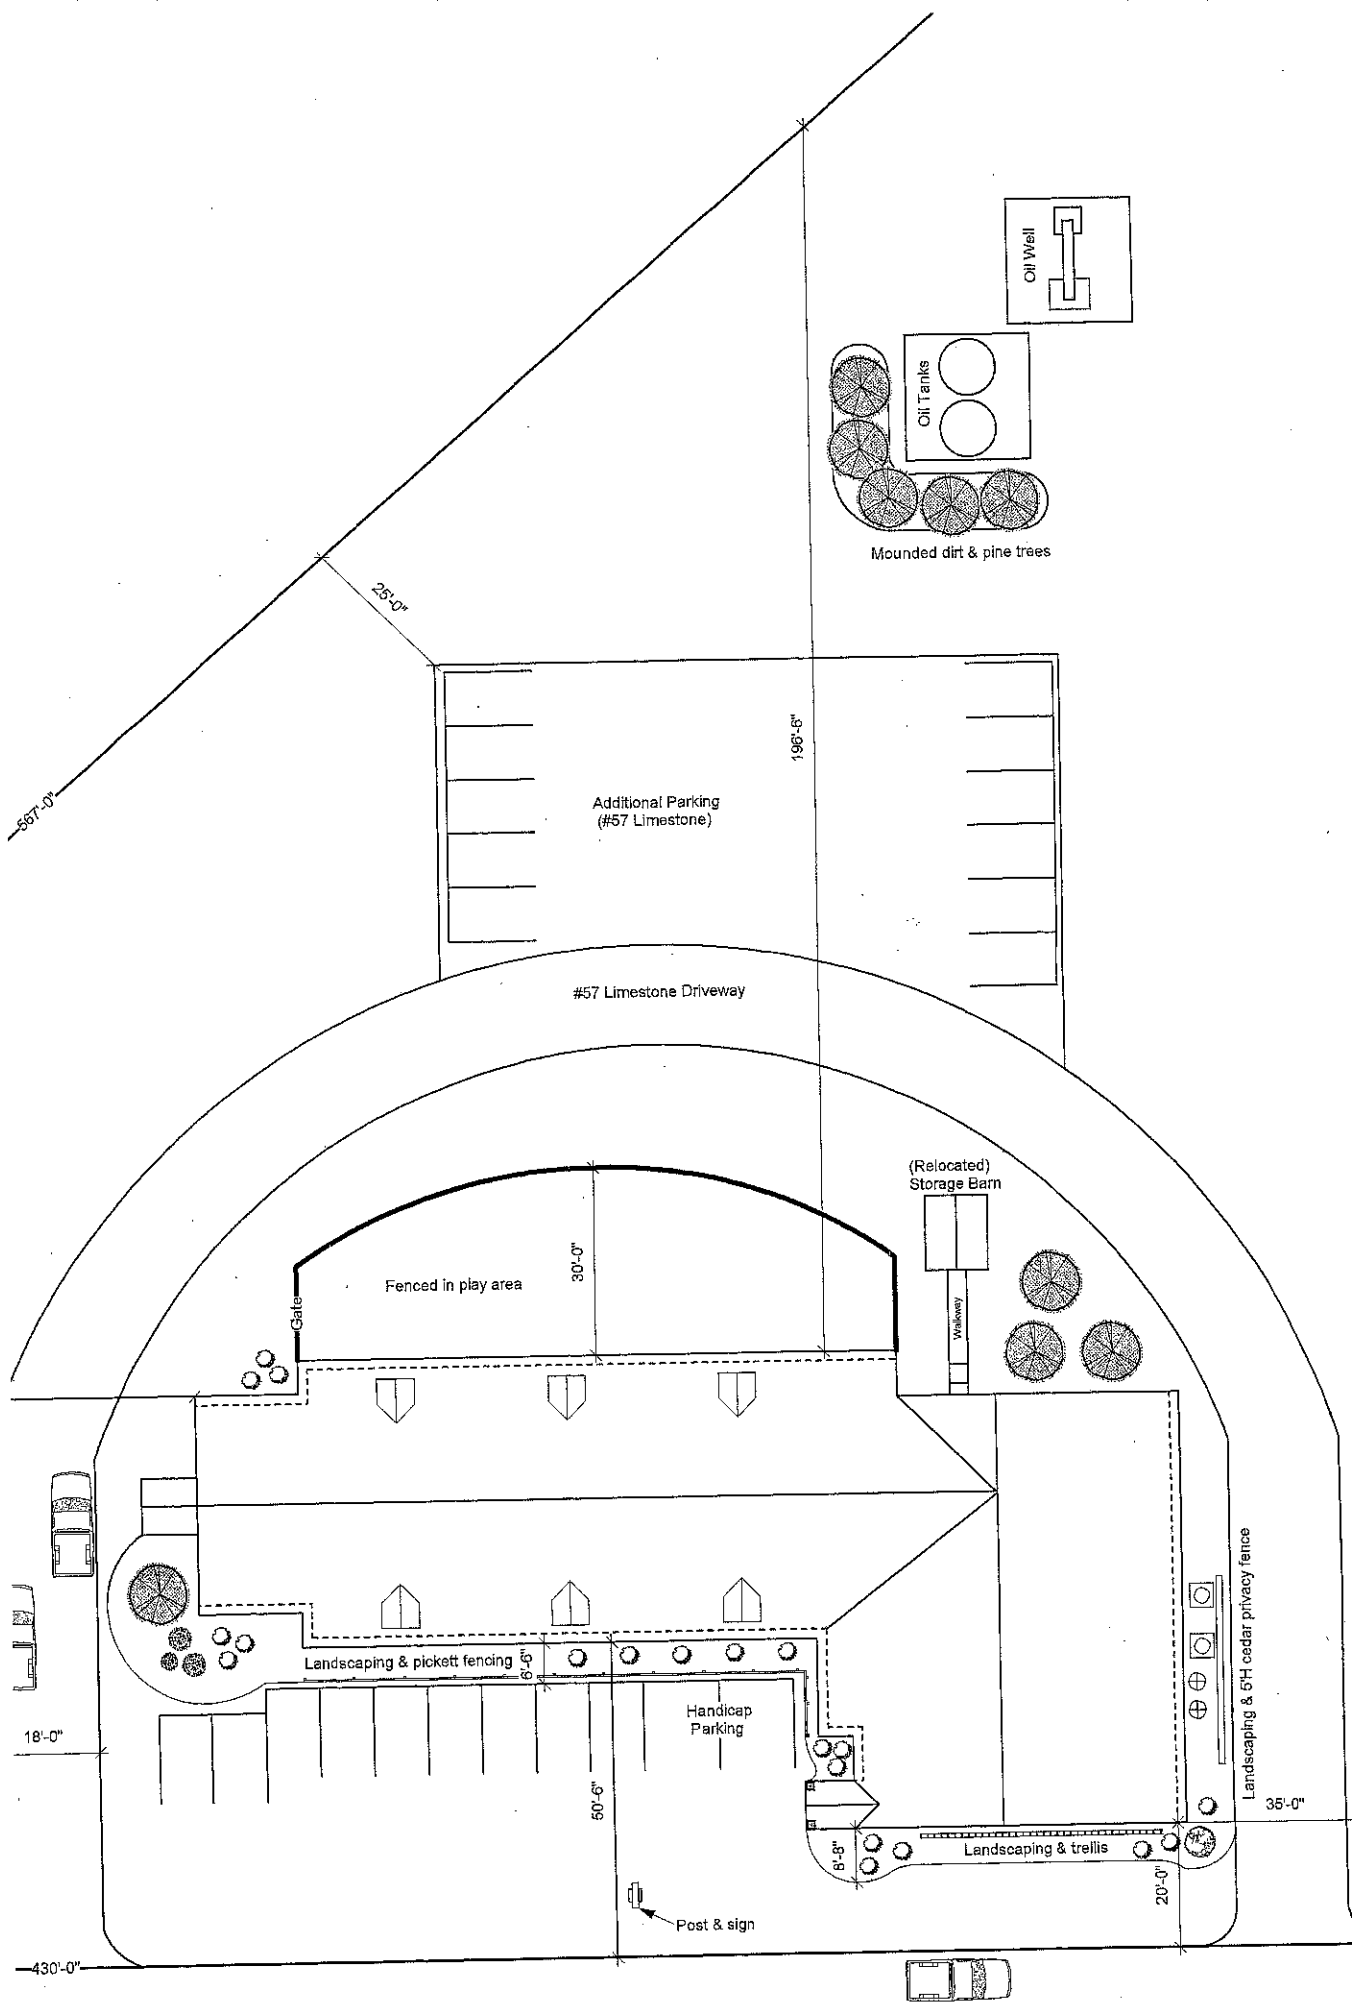 Oil Well
Oil Tanks
Mounded dirt & pine trees
25'-0"
196'-6"
567'-0"
Additional Parking
(#57 Limestone)
#57 Limestone Driveway
(Relocated)
Storage Barn
30'-0"
Fenced in play area
Gate
Walkway
Landscaping & pickett fencing
6'-6"
Handicap
Parking
18'-0"
50'-6"
Landscaping & 5'H cedar privacy fence
35'-0"
8'-8"
Landscaping & trellis
20'-0"
Post & sign
430'-0"